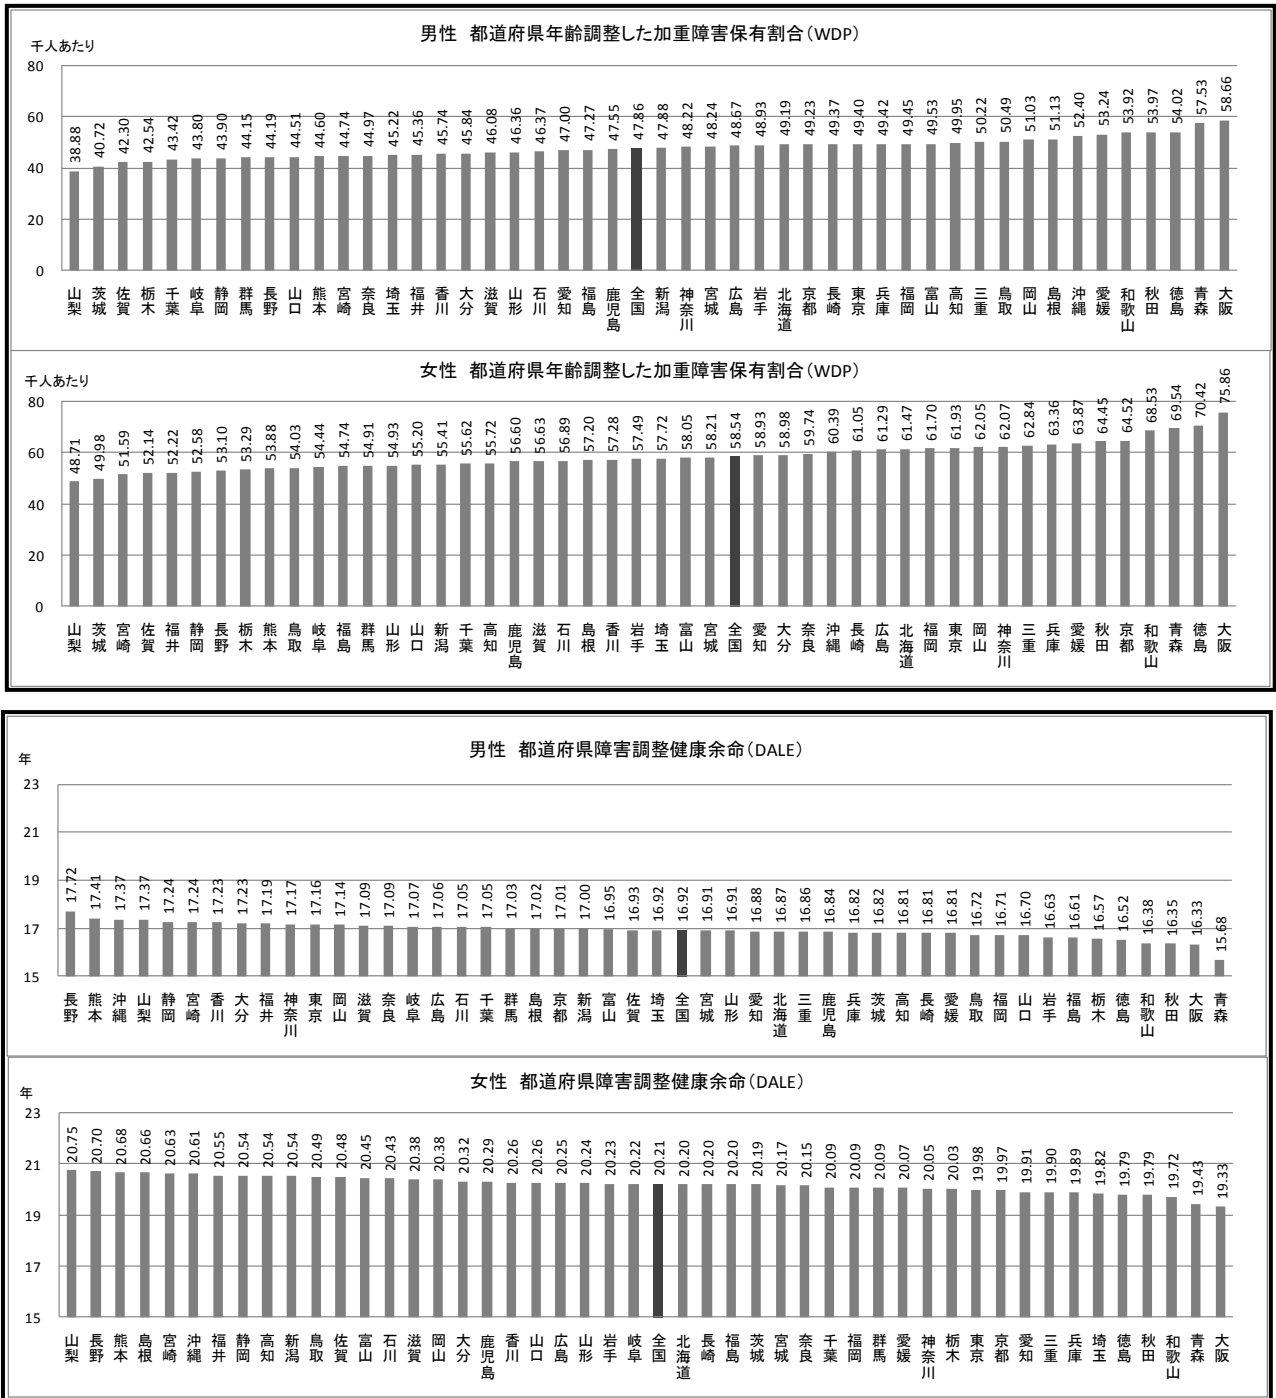 男性 都道府県年齢調整した加重障害保有割合(WDP)
千人あたり
80
60
40
20
0
38.88 40.72 42.30 42.54 43.42 43.80 43.90 44.15 44.19 44.51 44.60 44.74 44.97 45.22 45.36 45.74 45.84 46.08 46.36 46.37 47.00 47.27 47.55 47.86 47.88 48.22 48.24 48.67 48.93 49.19 49.23 49.37 49.40 49.42 49.45 49.53 49.95 50.22 50.49 51.03 51.13 52.40 53.24 53.92 53.97 54.02 57.53 58.66
山梨 茨城 佐賀 栃木 千葉 岐阜 静岡 群馬 長野 山口 熊本 宮崎 奈良 埼玉 福井 香川 大分 滋賀 山形 石川 愛知 福島 鹿児島 全国 新潟 神奈川 宮城 広島 岩手 北海道 京都 長崎 東京 兵庫 福岡 富山 高知 三重 鳥取 岡山 島根 沖縄 愛媛 和歌山 秋田 徳島 青森 大阪
女性 都道府県年齢調整した加重障害保有割合(WDP)
千人あたり
80
60
40
20
0
48.71 49.98 51.59 52.14 52.22 52.58 53.10 53.29 53.88 54.03 54.44 54.74 54.91 54.93 55.20 55.41 55.62 55.72 56.60 56.63 56.89 57.20 57.28 57.49 57.72 58.05 58.21 58.54 58.93 58.98 59.74 60.39 61.05 61.29 61.47 61.70 61.93 62.05 62.07 62.84 63.36 63.87 64.45 64.52 68.53 69.54 70.42 75.86
山梨 茨城 宮崎 佐賀 福井 静岡 長野 栃木 熊本 鳥取 岐阜 福島 群馬 山形 山口 新潟 千葉 高知 鹿児島 滋賀 石川 島根 香川 岩手 埼玉 富山 宮城 全国 愛知 大分 奈良 沖縄 長崎 広島 北海道 福岡 東京 岡山 神奈川 三重 兵庫 愛媛 秋田 京都 和歌山 青森 徳島 大阪
男性 都道府県障害調整健康余命(DALE)
年
23
21
19
17
15
17.72 17.41 17.37 17.37 17.24 17.24 17.23 17.23 17.19 17.17 17.16 17.14 17.09 17.09 17.07 17.06 17.05 17.05 17.03 17.02 17.01 17.00 16.95 16.93 16.92 16.92 16.91 16.91 16.88 16.87 16.86 16.84 16.82 16.82 16.81 16.81 16.81 16.72 16.71 16.70 16.63 16.61 16.57 16.52 16.38 16.35 16.33 15.68
長野 熊本 沖縄 山梨 静岡 宮崎 香川 大分 福井 神奈川 東京 岡山 滋賀 奈良 岐阜 広島 石川 千葉 群馬 島根 京都 新潟 富山 佐賀 埼玉 全国 宮城 山形 愛知 北海道 三重 鹿児島 兵庫 茨城 高知 長崎 愛媛 鳥取 福岡 山口 岩手 福島 栃木 徳島 和歌山 秋田 大阪 青森
女性 都道府県障害調整健康余命(DALE)
年
23
21
19
17
15
20.75 20.70 20.68 20.66 20.63 20.61 20.55 20.54 20.54 20.54 20.49 20.48 20.45 20.43 20.38 20.38 20.32 20.29 20.26 20.26 20.25 20.24 20.23 20.22 20.21 20.20 20.20 20.20 20.19 20.17 20.15 20.09 20.09 20.09 20.07 20.05 20.03 19.98 19.97 19.91 19.90 19.89 19.82 19.79 19.79 19.72 19.43 19.33
山梨 長野 熊本 島根 宮崎 沖縄 福井 静岡 高知 新潟 鳥取 佐賀 富山 石川 滋賀 岡山 大分 鹿児島 香川 山口 広島 山形 岩手 岐阜 全国 北海道 長崎 福島 茨城 宮城 奈良 千葉 福岡 群馬 愛媛 神奈川 栃木 東京 京都 愛知 三重 兵庫 埼玉 徳島 秋田 和歌山 青森 大阪